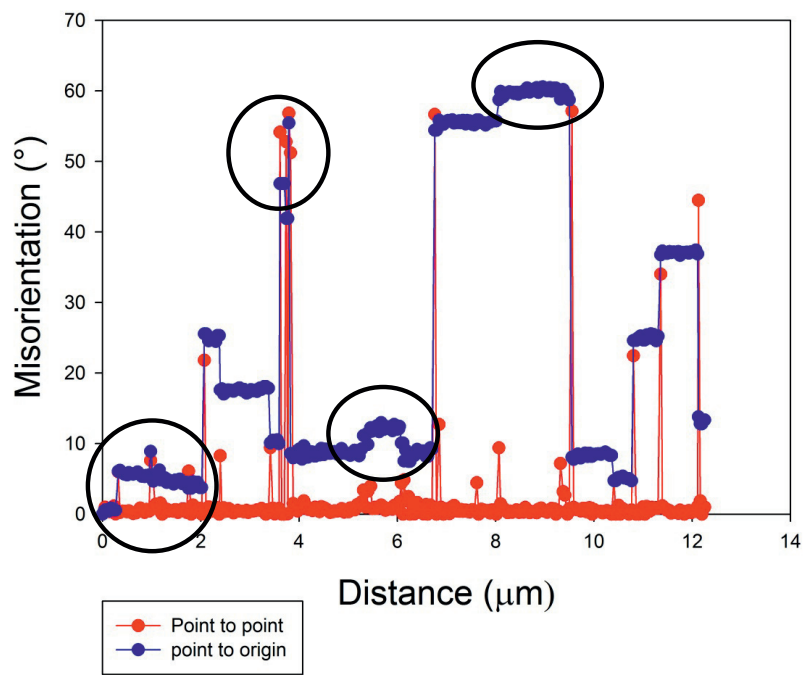 70
60
50
40
30
20
10
0
Misorientation (°)
0 2 4 6 8 10 12 14
Distance (μm)
Point to point
point to origin